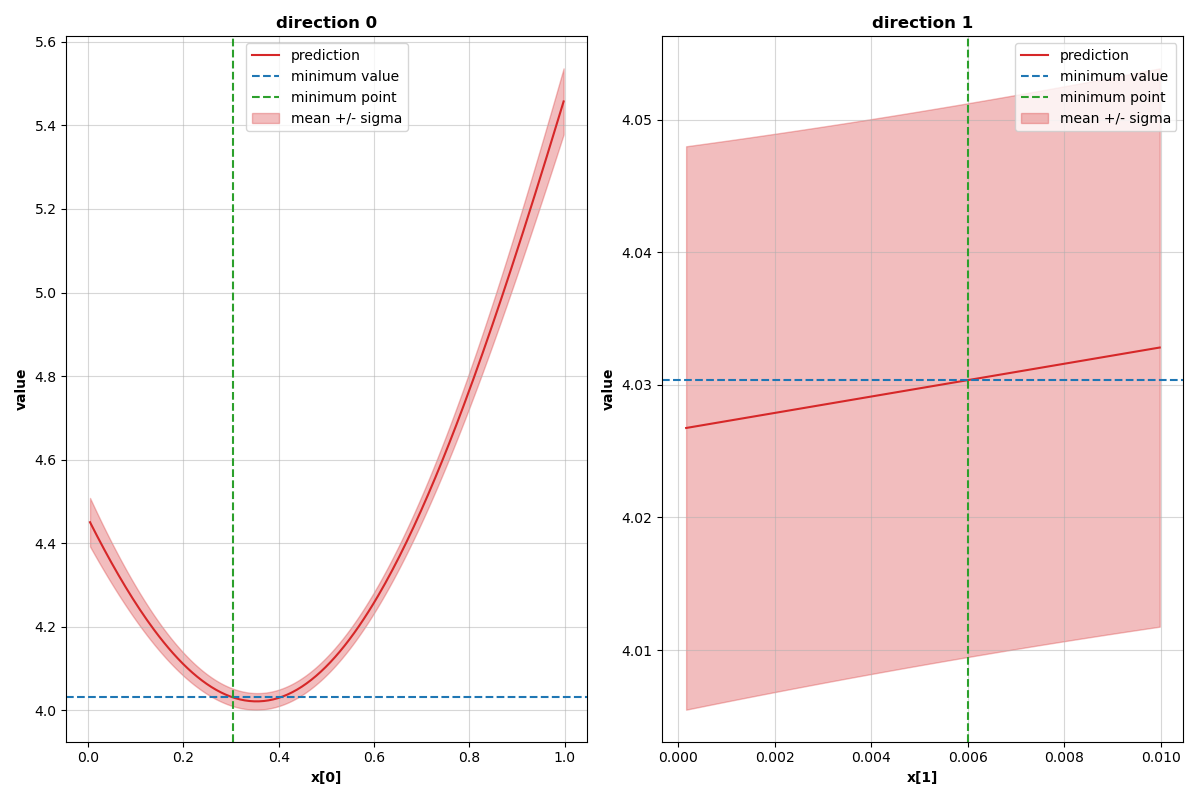 direction 0
5.6
5.4
5.2
5.0
4.8
4.6
4.4
4.2
4.0
value
prediction
minimum value
minimum point
mean +/- sigma
0.0 0.2 0.4 0.6 0.8 1.0
x[0]
direction 1
4.05
4.04
4.03
4.02
4.01
value
prediction
minimum value
minimum point
mean +/- sigma
0.000 0.002 0.004 0.006 0.008 0.010
x[1]